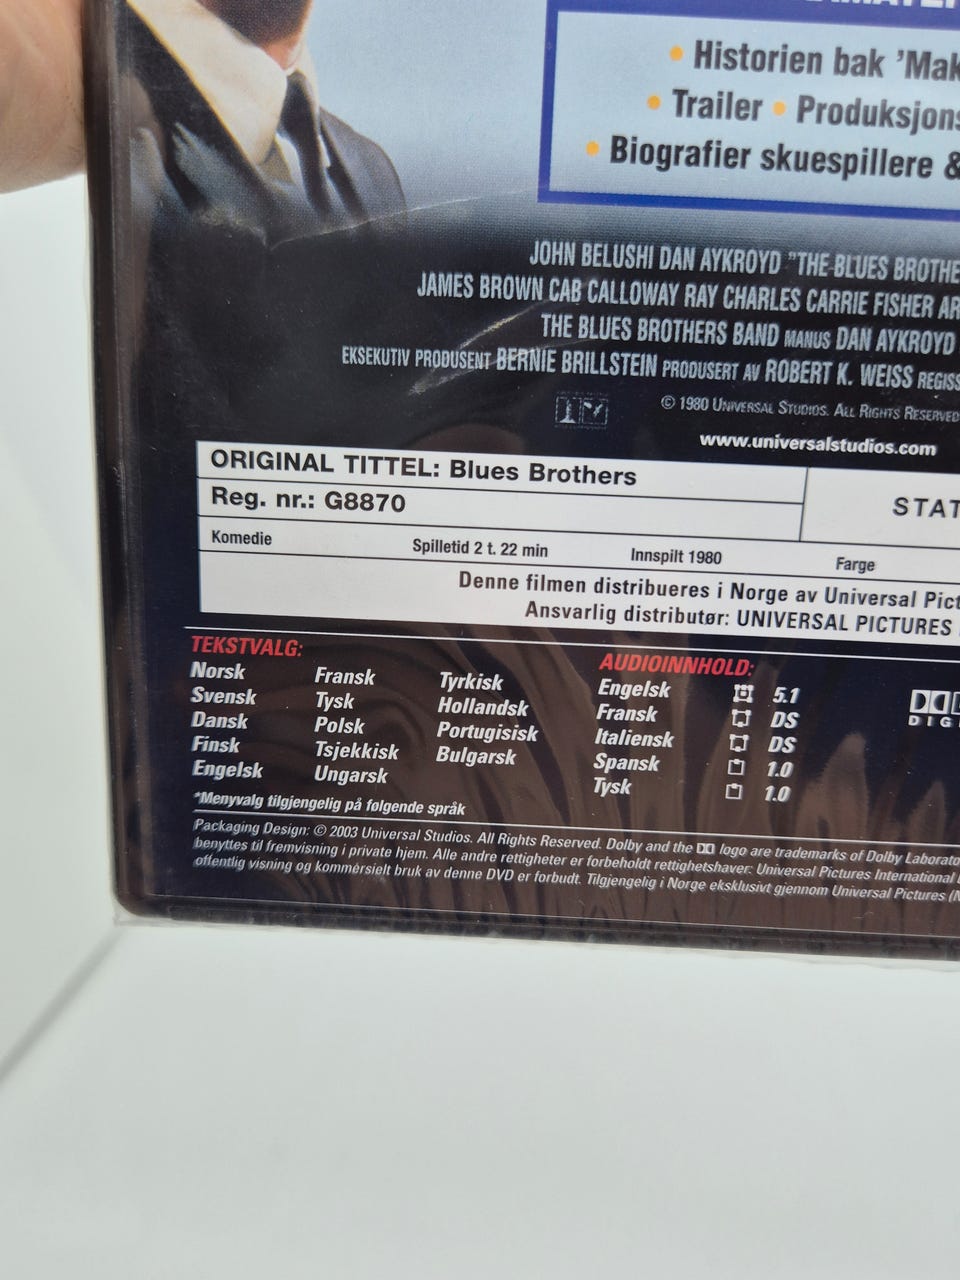 • Historien bak 'Mak
• Trailer • Produksjons
• Biografier skuespillere &
JOHN BELUSHI DAN AYKROYD "THE BLUES BROTHE
JAMES BROWN CAB CALLOWAY RAY CHARLES CARRIE FISHER AR
THE BLUES BROTHERS BAND MANUS DAN AYKROYD
EKSEKUTIV PRODUSENT BERNIE BRILLSTEIN PRODUSERT AV ROBERT K. WEISS REGISS
© 1980 UNIVERSAL STUDIOS. ALL RIGHTS RESERVED
www.universalstudios.com
ORIGINAL TITTEL: Blues Brothers
Reg. nr.: G8870
STAT
Komedie Spilletid 2 t. 22 min Innspilt 1980 Farge
Denne filmen distribueres i Norge av Universal Pict
Ansvarlig distributør: UNIVERSAL PICTURES
TEKSTVALG:
Norsk Fransk Tyrkisk
Svensk Tysk Hollandsk
Dansk Polsk Portugisisk
Finsk Tsjekkisk Bulgarsk
Engelsk Ungarsk
*Menyvalg tilgjengelig på følgende språk
AUDIOINNHOLD:
Engelsk 5.1
Fransk DS
Italiensk DS
Spansk 1.0
Tysk 1.0
DIG
Packaging Design: © 2003 Universal Studios. All Rights Reserved. Dolby and the logo are trademarks of Dolby Laborato
benyttes til fremvisning i private hjem. Alle andre rettigheter er forbeholdt rettighetshaver: Universal Pictures International
offentlig visning og kommersielt bruk av denne DVD er forbudt. Tilgjengelig i Norge eksklusivt gjennom Universal Pictures (N